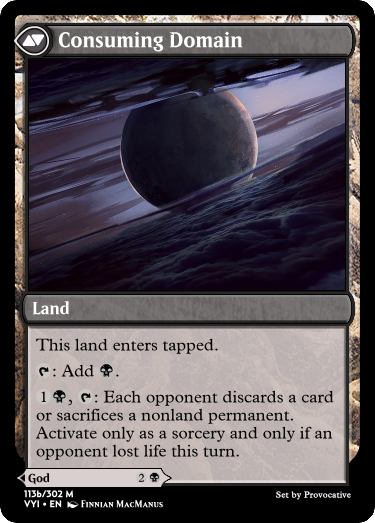 Consuming Domain
Land
This land enters tapped.
: Add .
1 , : Each opponent discards a card
or sacrifices a nonland permanent.
Activate only as a sorcery and only if an
opponent lost life this turn.
God 2
113b/302 M
VYI • EN Finnian MacManus
Set by Provocative